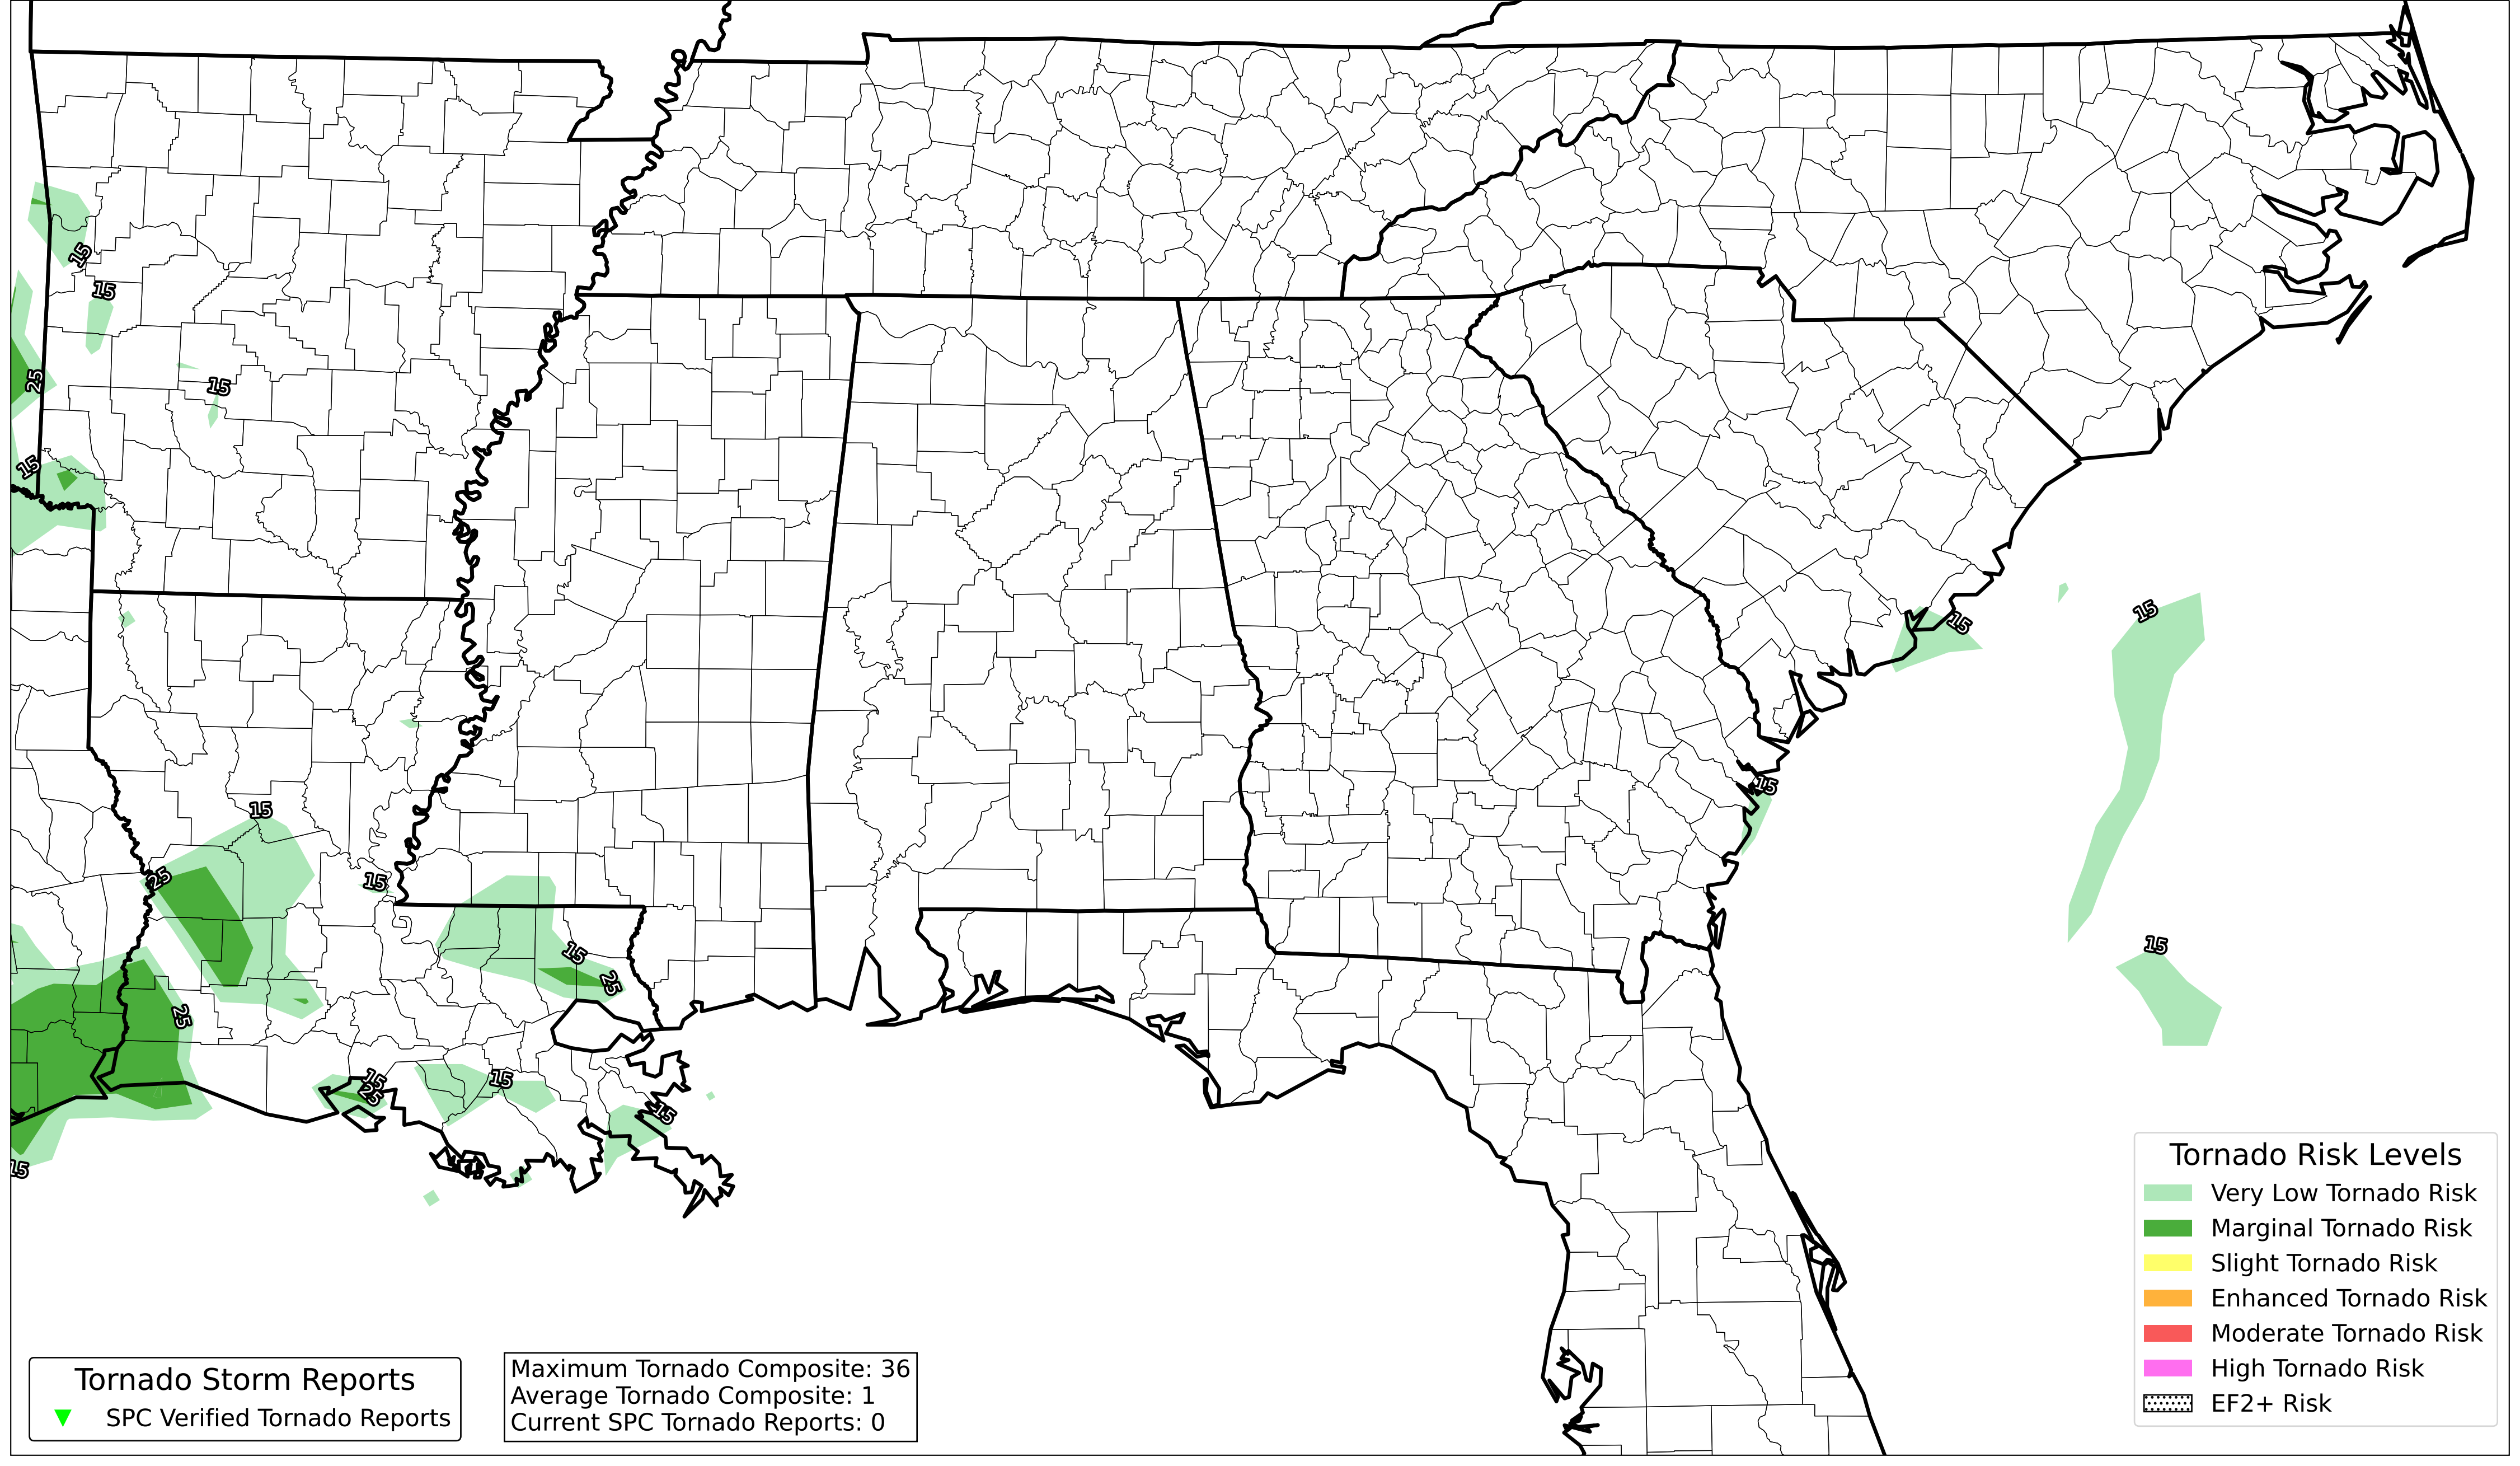 15
15
25
15
15
15
15
15
25
15
15
15
25
15
15
25
15
25
15
15
15
Tornado Risk Levels
Very Low Tornado Risk
Marginal Tornado Risk
Slight Tornado Risk
Enhanced Tornado Risk
Moderate Tornado Risk
High Tornado Risk
EF2+ Risk
Tornado Storm Reports
SPC Verified Tornado Reports
Maximum Tornado Composite: 36
Average Tornado Composite: 1
Current SPC Tornado Reports: 0